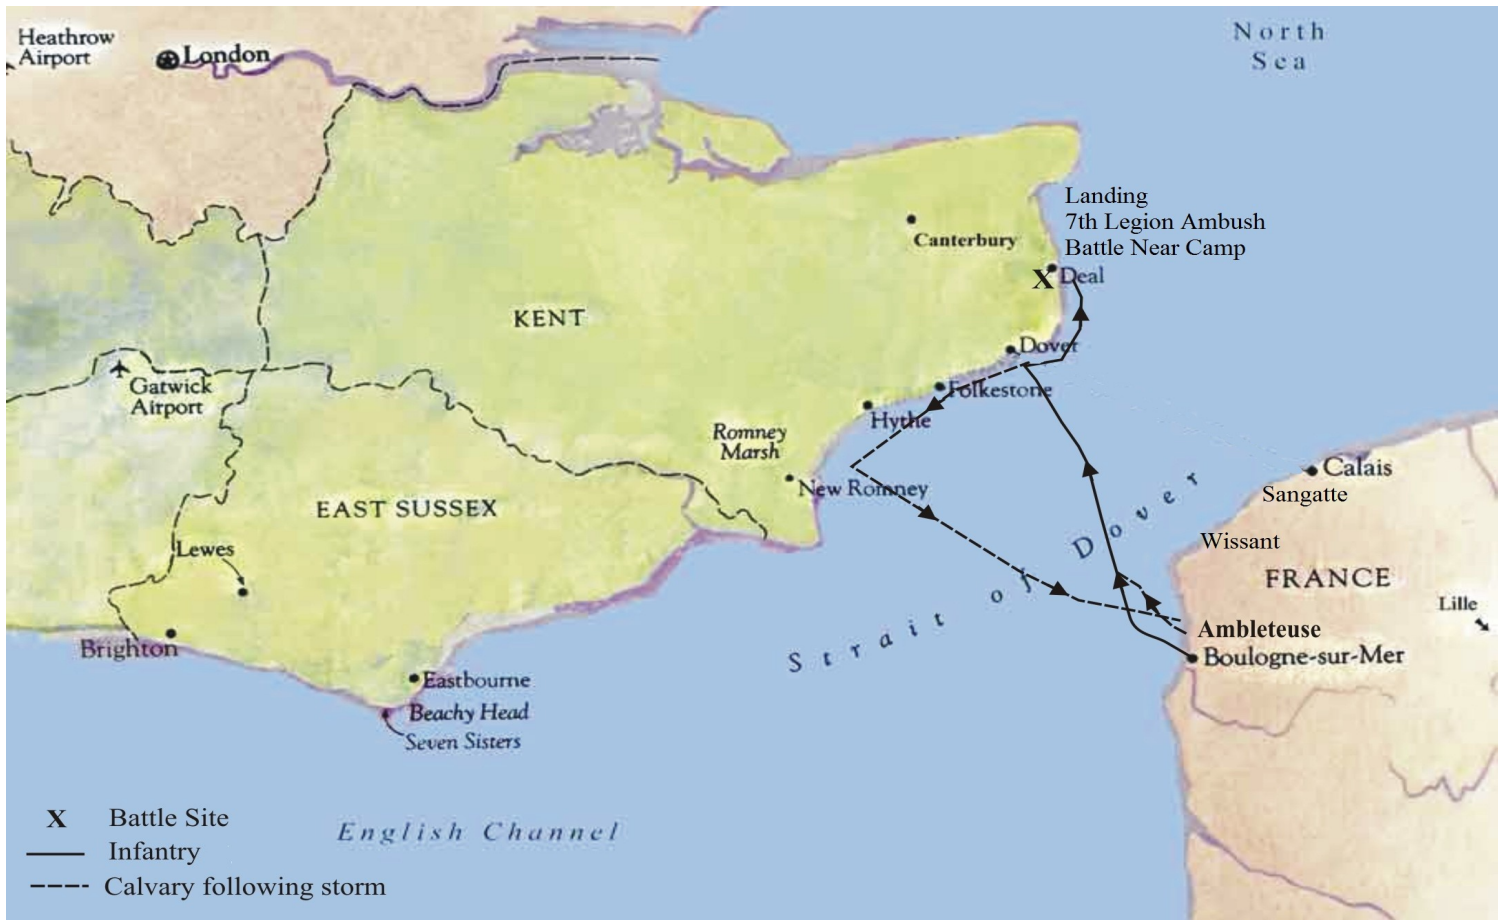 Heathrow
Airport
London
North
Sea
Landing
7th Legion Ambush
Battle Near Camp
Canterbury
X
Deal
KENT
Dover
Gatwick
Airport
Folkestone
Hythe
Romney
Marsh
New Romney
Calais
Sangatte
EAST SUSSEX
Wissant
Lewes
Strait of Dover
FRANCE
Lille
Ambleteuse
Boulogne-sur-Mer
Brighton
Eastbourne
Beachy Head
Seven Sisters
X Battle Site
Infantry
Calvary following storm
English Channel